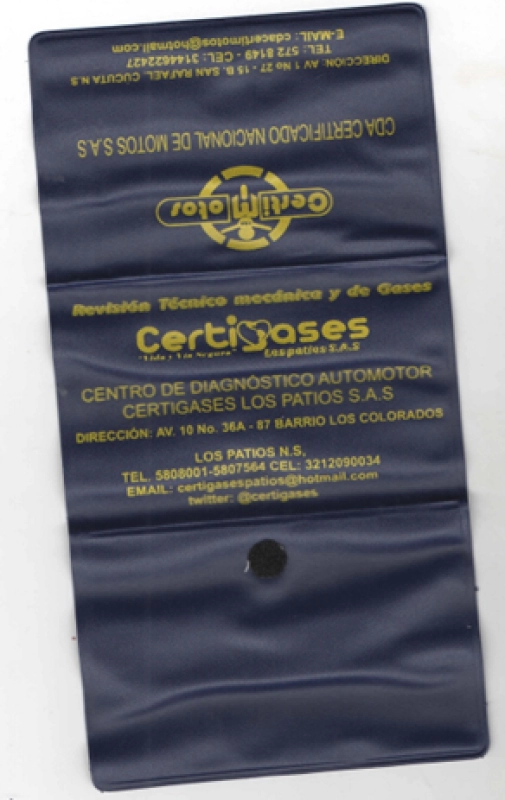 E-MAIL: cdacertimotos@hotmail.com
TEL: 572 8149 - CEL: 3144622427
DIRECCIÓN: AV 1 No 27 - 15 B. SAN RAFAEL. CUCUTA N.S
CDA CERTIFICADO NACIONAL DE MOTOS S.A.S
CertiMotos
Revisión Técnico mecánica y de Gases
Certigases
"Vida y Vía Segura" Los patios S.A.S
CENTRO DE DIAGNÓSTICO AUTOMOTOR
CERTIGASES LOS PATIOS S.A.S
DIRECCIÓN: AV. 10 No. 36A - 87 BARRIO LOS COLORADOS
LOS PATIOS N.S,
TEL. 5808001-5807564 CEL: 3212090034
EMAIL: certigasespatios@hotmail.com
twitter: @certigases